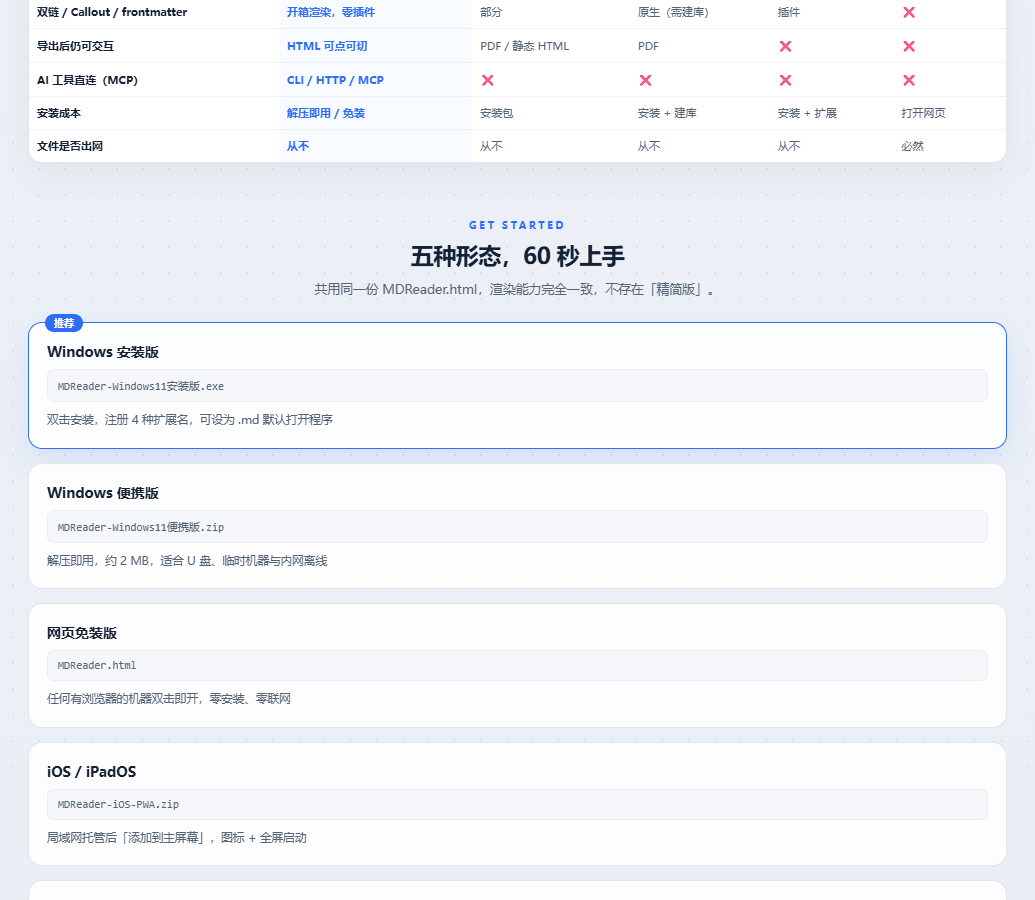 双链 / Callout / frontmatter 开箱渲染，零插件 部分 原生（需建库） 插件 ❌
导出后仍可交互 HTML 可点可切 PDF / 静态 HTML PDF ❌ ❌
AI 工具直连（MCP） CLI / HTTP / MCP ❌ ❌ ❌ ❌
安装成本 解压即用 / 免装 安装包 安装 + 建库 安装 + 扩展 打开网页
文件是否出网 从不 从不 从不 从不 必然
GET STARTED
五种形态，60 秒上手
共用同一份 MDReader.html，渲染能力完全一致，不存在「精简版」。
推荐
Windows 安装版
MDReader-Windows11安装版.exe
双击安装，注册 4 种扩展名，可设为 .md 默认打开程序
Windows 便携版
MDReader-Windows11便携版.zip
解压即用，约 2 MB，适合 U 盘、临时机器与内网离线
网页免装版
MDReader.html
任何有浏览器的机器双击即开，零安装、零联网
iOS / iPadOS
MDReader-iOS-PWA.zip
局域网托管后「添加到主屏幕」，图标 + 全屏启动